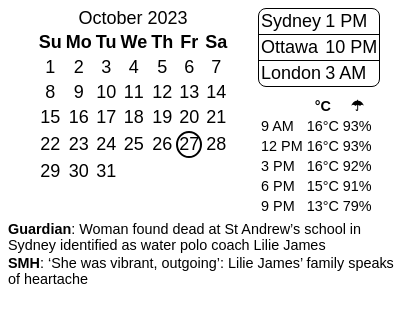 October 2023
Su Mo Tu We Th Fr Sa
1 2 3 4 5 6 7
8 9 10 11 12 13 14
15 16 17 18 19 20 21
22 23 24 25 26 27 28
29 30 31
Sydney 1 PM
Ottawa 10 PM
London 3 AM
°C ☂
9 AM 16°C 93%
12 PM 16°C 93%
3 PM 16°C 92%
6 PM 15°C 91%
9 PM 13°C 79%
Guardian: Woman found dead at St Andrew’s school in
Sydney identified as water polo coach Lilie James
SMH: ‘She was vibrant, outgoing’: Lilie James’ family speaks
of heartache